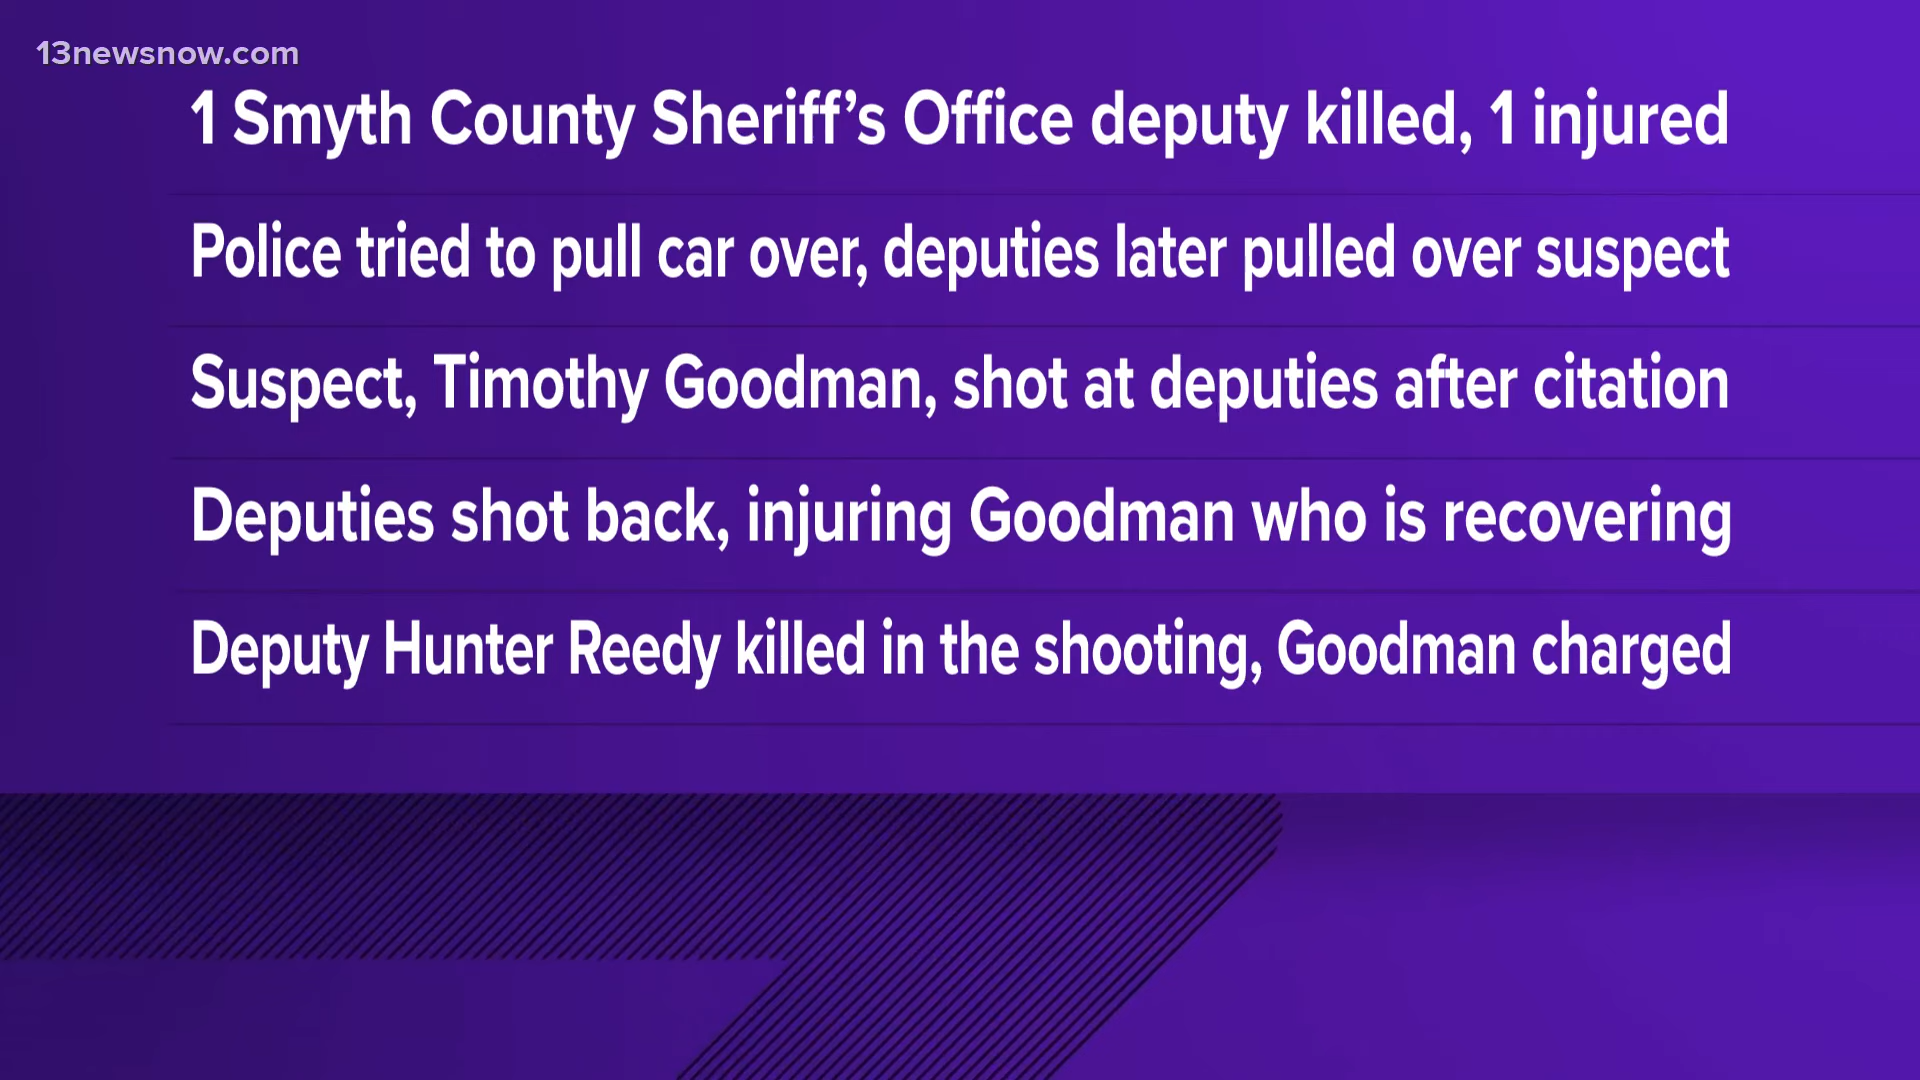 13newsnow.com
1 Smyth County Sheriff’s Office deputy killed, 1 injured
Police tried to pull car over, deputies later pulled over suspect
Suspect, Timothy Goodman, shot at deputies after citation
Deputies shot back, injuring Goodman who is recovering
Deputy Hunter Reedy killed in the shooting, Goodman charged